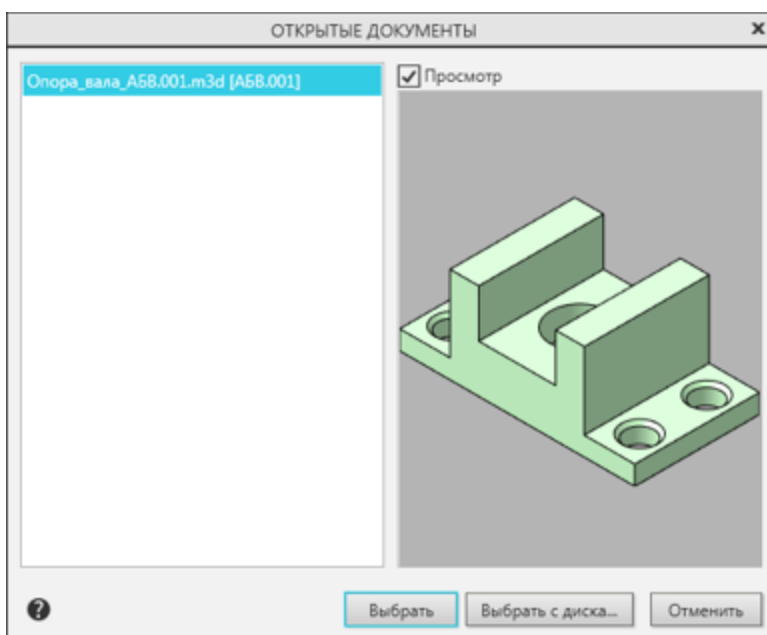 ОТКРЫТЫЕ ДОКУМЕНТЫ
Опора_вала_АБВ.001.m3d [АБВ.001]
Просмотр
Выбрать
Выбрать с диска...
Отменить